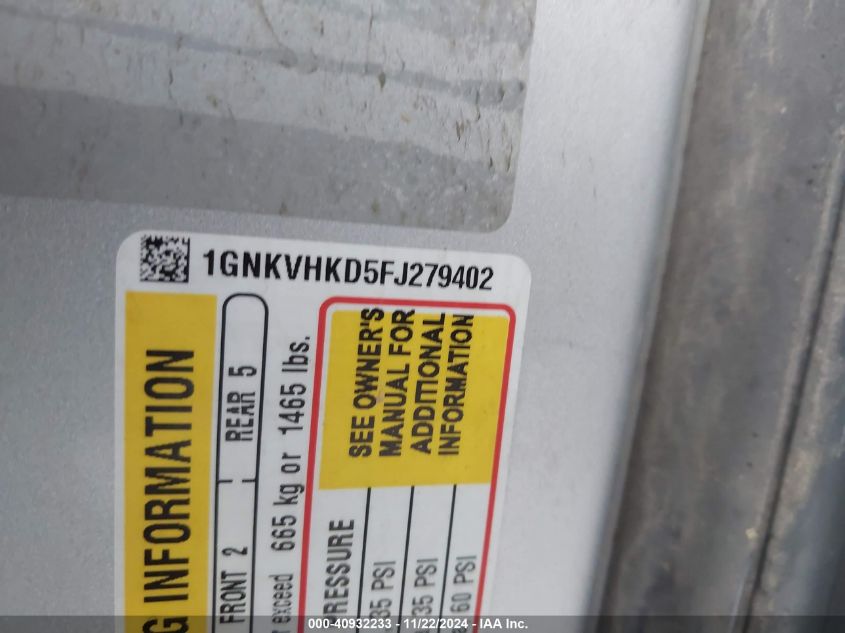 1GNKVHKD5FJ279402
G INFORMATION
FRONT 2 REAR 5
exceed 665 kg or 1465 lbs.
SEE OWNER'S
MANUAL FOR
ADDITIONAL
INFORMATION
RESSURE
35 PSI
35 PSI
60 PSI
000-40932233 - 11/22/2024 - IAA, Inc.